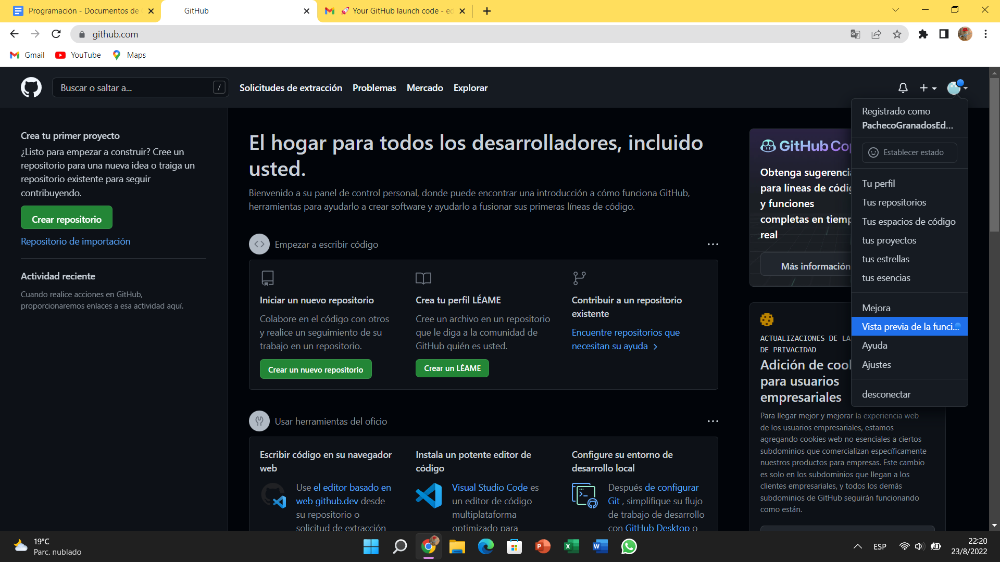 Programación - Documentos de
GitHub
🚀 Your GitHub launch code - ed
github.com
Gmail
YouTube
Maps
Buscar o saltar a...
/
Solicitudes de extracción
Problemas
Mercado
Explorar
Crea tu primer proyecto
¿Listo para empezar a construir? Cree un
repositorio para una nueva idea o traiga un
repositorio existente para seguir
contribuyendo.
Crear repositorio
Repositorio de importación
Actividad reciente
Cuando realice acciones en GitHub,
proporcionaremos enlaces a esa actividad aquí.
El hogar para todos los desarrolladores, incluido
usted.
Bienvenido a su panel de control personal, donde puede encontrar una introducción a cómo funciona GitHub,
herramientas para ayudarlo a crear software y ayudarlo a fusionar sus primeras líneas de código.
Empezar a escribir código
Iniciar un nuevo repositorio
Colabore en el código con otros
y realice un seguimiento de su
trabajo en un repositorio.
Crear un nuevo repositorio
Crea tu perfil LÉAME
Cree un archivo en un repositorio
que le diga a la comunidad de
GitHub quién es usted.
Crear un LÉAME
Contribuir a un repositorio
existente
Encuentre repositorios que
necesitan su ayuda >
Usar herramientas del oficio
Escribir código en su navegador
web
Use el editor basado en
web github.dev desde
su repositorio o
solicitud de extracción
Instala un potente editor de
código
Visual Studio Code es
un editor de código
multiplataforma
optimizado para
Configure su entorno de
desarrollo local
Después de configurar
Git , simplifique su flujo
de trabajo de desarrollo
con GitHub Desktop o
GitHub Cop
Obtenga sugerencia
para líneas de códig
y funciones
completas en tiemp
real
Más información
ACTUALIZACIONES DE LA
DE PRIVACIDAD
Adición de cook
para usuarios
empresariales
Para llegar mejor y mejorar la experiencia web
de los usuarios empresariales, estamos
agregando cookies web no esenciales a ciertos
subdominios que comercializan específicamente
nuestros productos para empresas. Este cambio
es solo en los subdominios que llegan a los
clientes empresariales, y todos los demás
subdominios de GitHub seguirán funcionando
como están.
Registrado como
PachecoGranadosEd...
Establecer estado
Tu perfil
Tus repositorios
Tus espacios de código
tus proyectos
tus estrellas
tus esencias
Mejora
Vista previa de la funci...
Ayuda
Ajustes
desconectar
19°C
Parc. nublado
ESP
22:20
23/8/2022